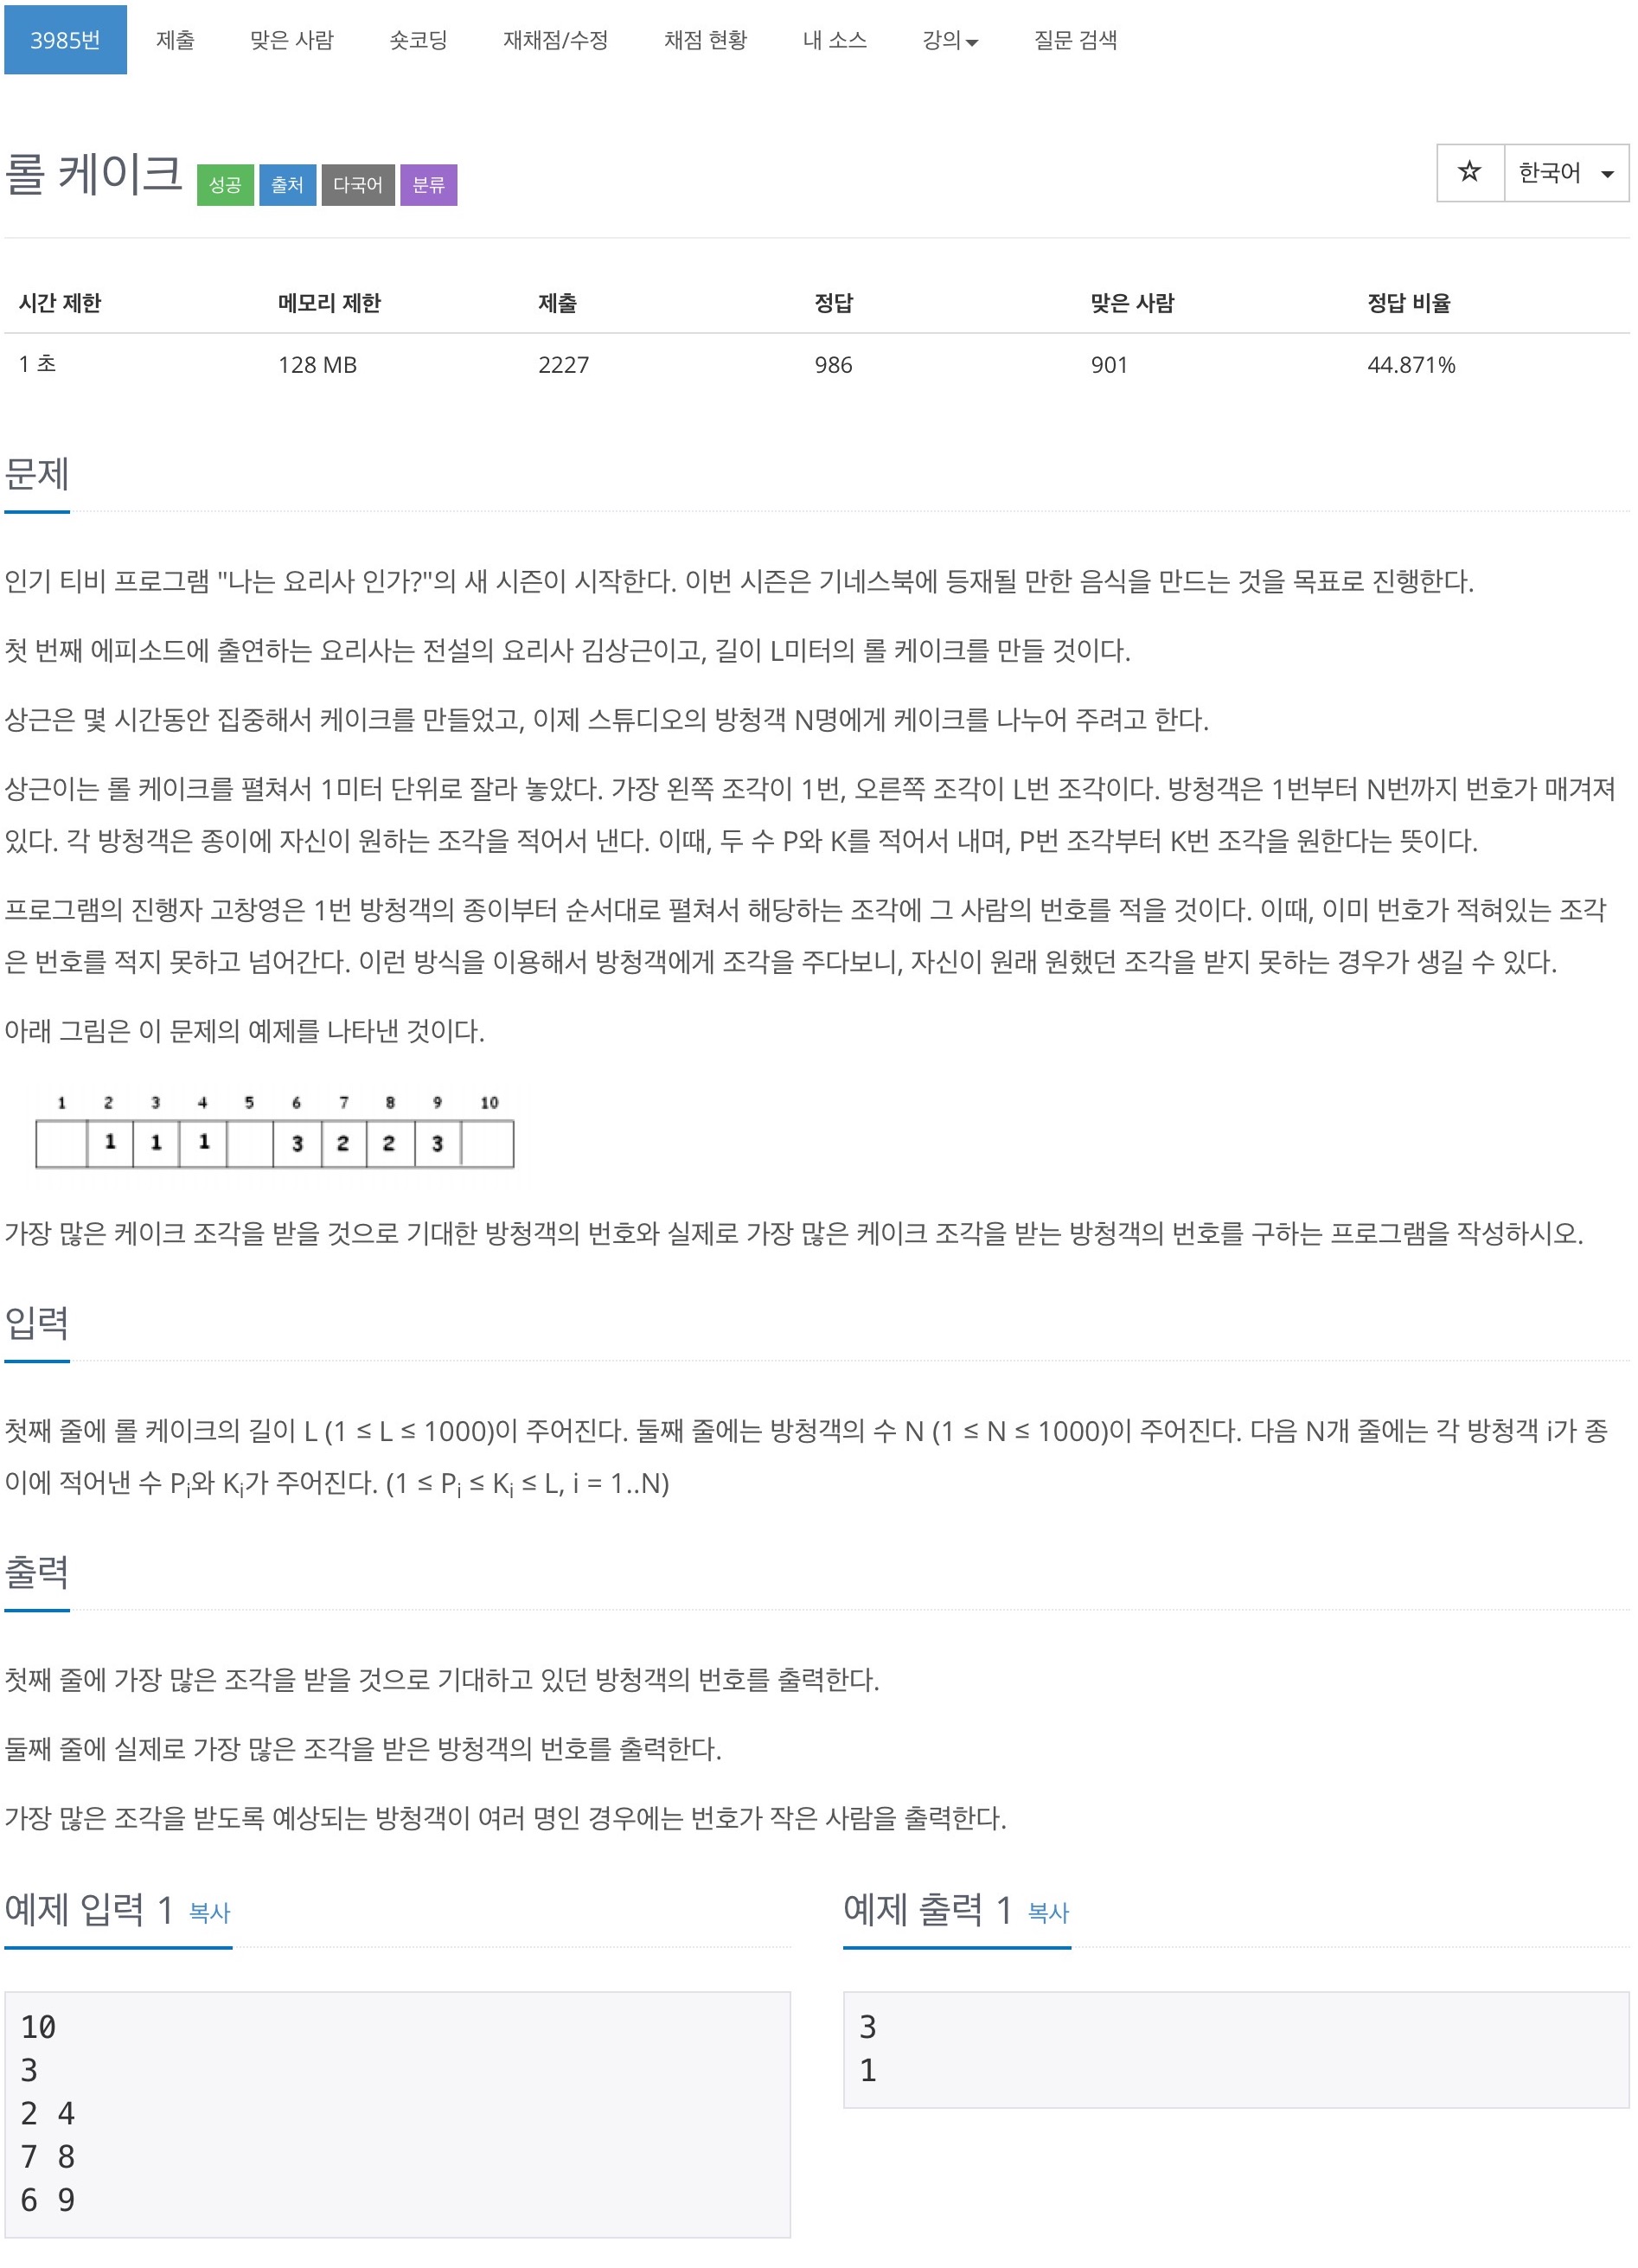 3985번 제출 맞은 사람 숏코딩 재채점/수정 채점 현황 내 소스 강의 질문 검색
롤 케이크 성공 출처 다국어 분류 ☆ 한국어
시간 제한 메모리 제한 제출 정답 맞은 사람 정답 비율
1 초 128 MB 2227 986 901 44.871%
문제
인기 티비 프로그램 "나는 요리사 인가?"의 새 시즌이 시작한다. 이번 시즌은 기네스북에 등재될 만한 음식을 만드는 것을 목표로 진행한다.
첫 번째 에피소드에 출연하는 요리사는 전설의 요리사 김상근이고, 길이 L미터의 롤 케이크를 만들 것이다.
상근은 몇 시간동안 집중해서 케이크를 만들었고, 이제 스튜디오의 방청객 N명에게 케이크를 나누어 주려고 한다.
상근이는 롤 케이크를 펼쳐서 1미터 단위로 잘라 놓았다. 가장 왼쪽 조각이 1번, 오른쪽 조각이 L번 조각이다. 방청객은 1번부터 N번까지 번호가 매겨져
있다. 각 방청객은 종이에 자신이 원하는 조각을 적어서 낸다. 이때, 두 수 P와 K를 적어서 내며, P번 조각부터 K번 조각을 원한다는 뜻이다.
프로그램의 진행자 고창영은 1번 방청객의 종이부터 순서대로 펼쳐서 해당하는 조각에 그 사람의 번호를 적을 것이다. 이때, 이미 번호가 적혀있는 조각
은 번호를 적지 못하고 넘어간다. 이런 방식을 이용해서 방청객에게 조각을 주다보니, 자신이 원래 원했던 조각을 받지 못하는 경우가 생길 수 있다.
아래 그림은 이 문제의 예제를 나타낸 것이다.
1 2 3 4 5 6 7 8 9 10
1 1 1 3 2 2 3
가장 많은 케이크 조각을 받을 것으로 기대한 방청객의 번호와 실제로 가장 많은 케이크 조각을 받는 방청객의 번호를 구하는 프로그램을 작성하시오.
입력
첫째 줄에 롤 케이크의 길이 L (1 ≤ L ≤ 1000)이 주어진다. 둘째 줄에는 방청객의 수 N (1 ≤ N ≤ 1000)이 주어진다. 다음 N개 줄에는 각 방청객 i가 종
이에 적어낸 수 Pi와 Ki가 주어진다. (1 ≤ Pi ≤ Ki ≤ L, i = 1..N)
출력
첫째 줄에 가장 많은 조각을 받을 것으로 기대하고 있던 방청객의 번호를 출력한다.
둘째 줄에 실제로 가장 많은 조각을 받은 방청객의 번호를 출력한다.
가장 많은 조각을 받도록 예상되는 방청객이 여러 명인 경우에는 번호가 작은 사람을 출력한다.
예제 입력 1 복사
10
3
2 4
7 8
6 9
예제 출력 1 복사
3
1